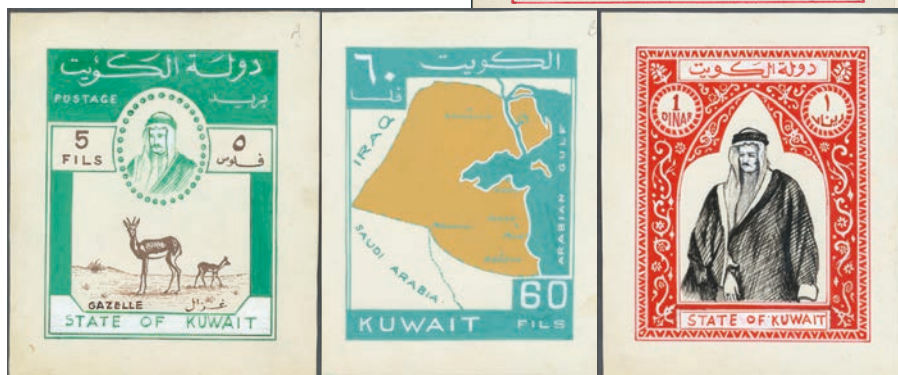 A
دولة الكويت
POSTAGE
بريد
5
FILS
٥
فلوس
GAZELLE
غزال
STATE OF KUWAIT
٦٠
فلسا
الكويت
IRAQ
SAUDI ARABIA
ARABIAN GULF
60
KUWAIT
FILS
D
دولة الكويت
1
DINAR
١
دينار
STATE OF KUWAIT